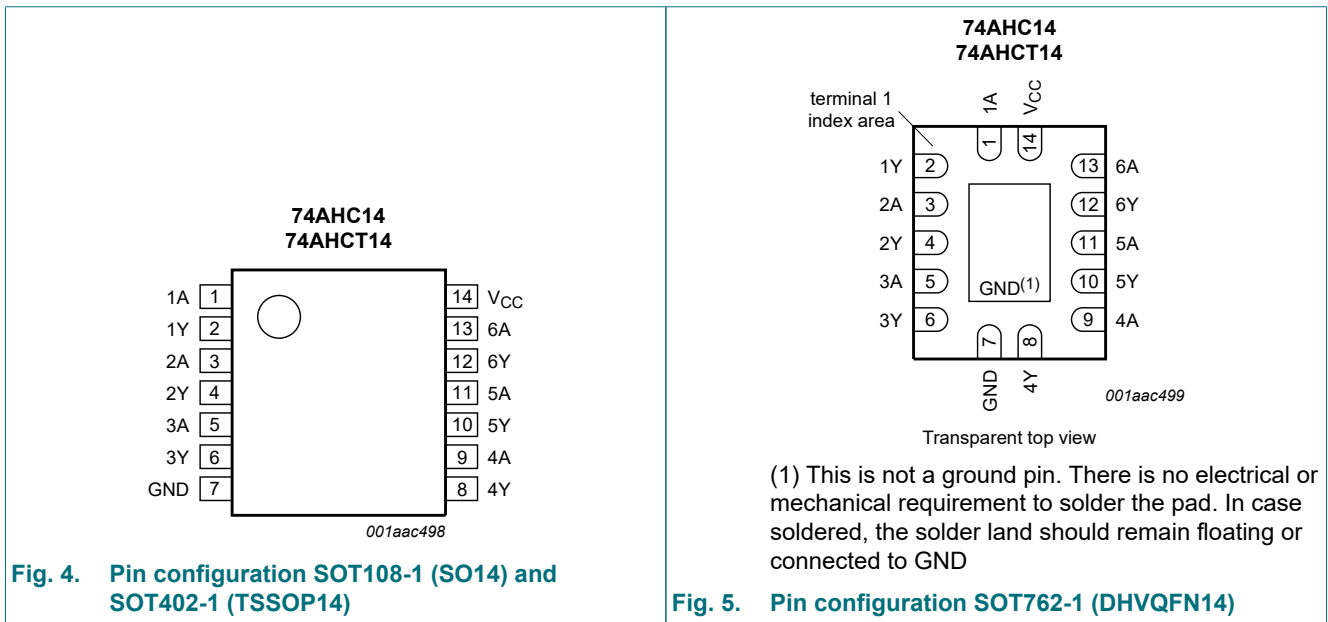 74AHC14
74AHCT14
1A 1
1Y 2
2A 3
2Y 4
3A 5
3Y 6
GND 7
14 VCC
13 6A
12 6Y
11 5A
10 5Y
9 4A
8 4Y
001aac498
Fig. 4. Pin configuration SOT108-1 (SO14) and
SOT402-1 (TSSOP14)
74AHC14
74AHCT14
terminal 1
index area
1A
VCC
1
14
1Y 2
2A 3
2Y 4
3A 5
3Y 6
13 6A
12 6Y
11 5A
10 5Y
9 4A
GND(1)
7
8
GND
4Y
001aac499
Transparent top view
(1) This is not a ground pin. There is no electrical or
mechanical requirement to solder the pad. In case
soldered, the solder land should remain floating or
connected to GND
Fig. 5. Pin configuration SOT762-1 (DHVQFN14)